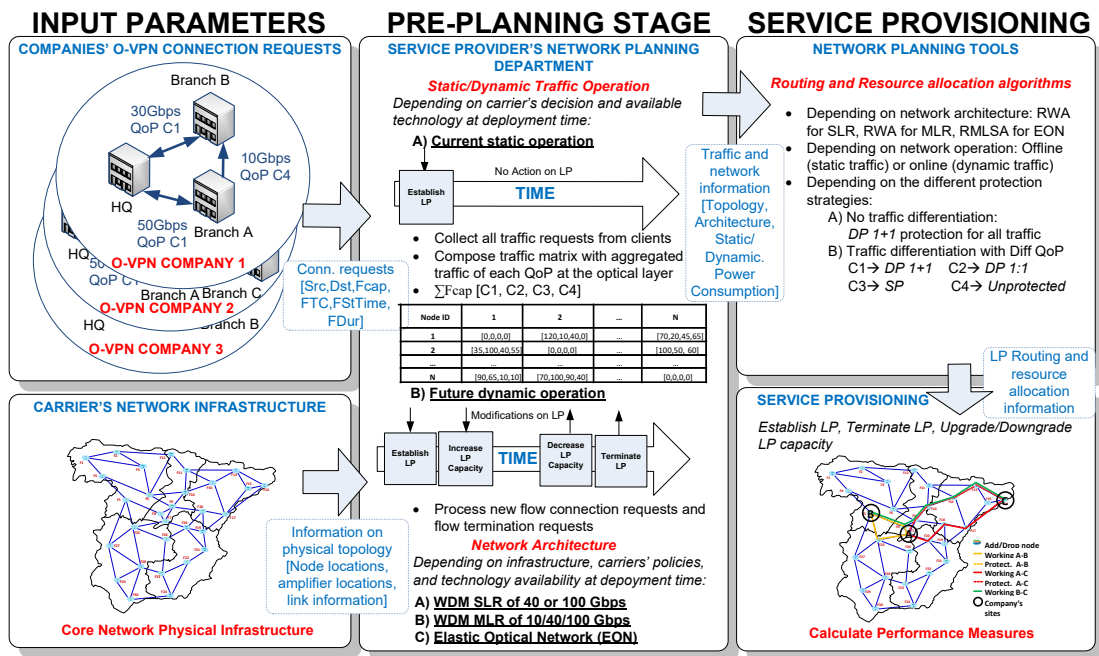 INPUT PARAMETERS
COMPANIES' O-VPN CONNECTION REQUESTS
Branch B
30Gbps
QoP C1
10Gbps
QoP C4
HQ
50Gbps
QoP C1
Branch A
O-VPN COMPANY 1
HQ
Branch A
Branch C
O-VPN COMPANY 2
HQ
Branch B
O-VPN COMPANY 3
Conn. requests
[Src,Dst,Fcap,
FTC,FStTime,
FDur]
CARRIER'S NETWORK INFRASTRUCTURE
Core Network Physical Infrastructure
Information on
physical topology
[Node locations,
amplifier locations,
link information]
PRE-PLANNING STAGE
SERVICE PROVIDER'S NETWORK PLANNING
DEPARTMENT
Static/Dynamic Traffic Operation
Depending on carrier's decision and available
technology at deployment time:
A) Current static operation
Establish
LP
No Action on LP
TIME
• Collect all traffic requests from clients
• Compose traffic matrix with aggregated
traffic of each QoP at the optical layer
• ∑Fcap [C1, C2, C3, C4]
Node ID 1 2 ... N
1 [0,0,0,0] [120,10,40,0] ... [70,20,45,65]
2 [35,100,40,55] [0,0,0,0] ... [100,50, 60]
... ... ... ... ...
N [90,65,10,10] [70,100,90,40] ... [0,0,0,0]
B) Future dynamic operation
Modifications on LP
Establish
LP
Increase
LP
Capacity
TIME
Decrease
LP
Capacity
Terminate
LP
• Process new flow connection requests and
flow termination requests
Network Architecture
Depending on infrastructure, carriers' policies,
and technology availability at depoyment time:
A) WDM SLR of 40 or 100 Gbps
B) WDM MLR of 10/40/100 Gbps
C) Elastic Optical Network (EON)
Traffic and
network
information
[Topology,
Architecture,
Static/
Dynamic.
Power
Consumption]
SERVICE PROVISIONING
NETWORK PLANNING TOOLS
Routing and Resource allocation algorithms
• Depending on network architecture: RWA
for SLR, RWA for MLR, RMLSA for EON
• Depending on network operation: Offline
(static traffic) or online (dynamic traffic)
• Depending on the different protection
strategies:
A) No traffic differentiation:
DP 1+1 protection for all traffic
B) Traffic differentiation with Diff QoP
C1→ DP 1+1 C2→ DP 1:1
C3→ SP C4→ Unprotected
LP Routing and
resource
allocation
information
SERVICE PROVISIONING
Establish LP, Terminate LP, Upgrade/Downgrade
LP capacity
B
A
C
Add/Drop node
Working A-B
Protect. A-B
Working A-C
Protect. A-C
Working B-C
Company's
sites
Calculate Performance Measures